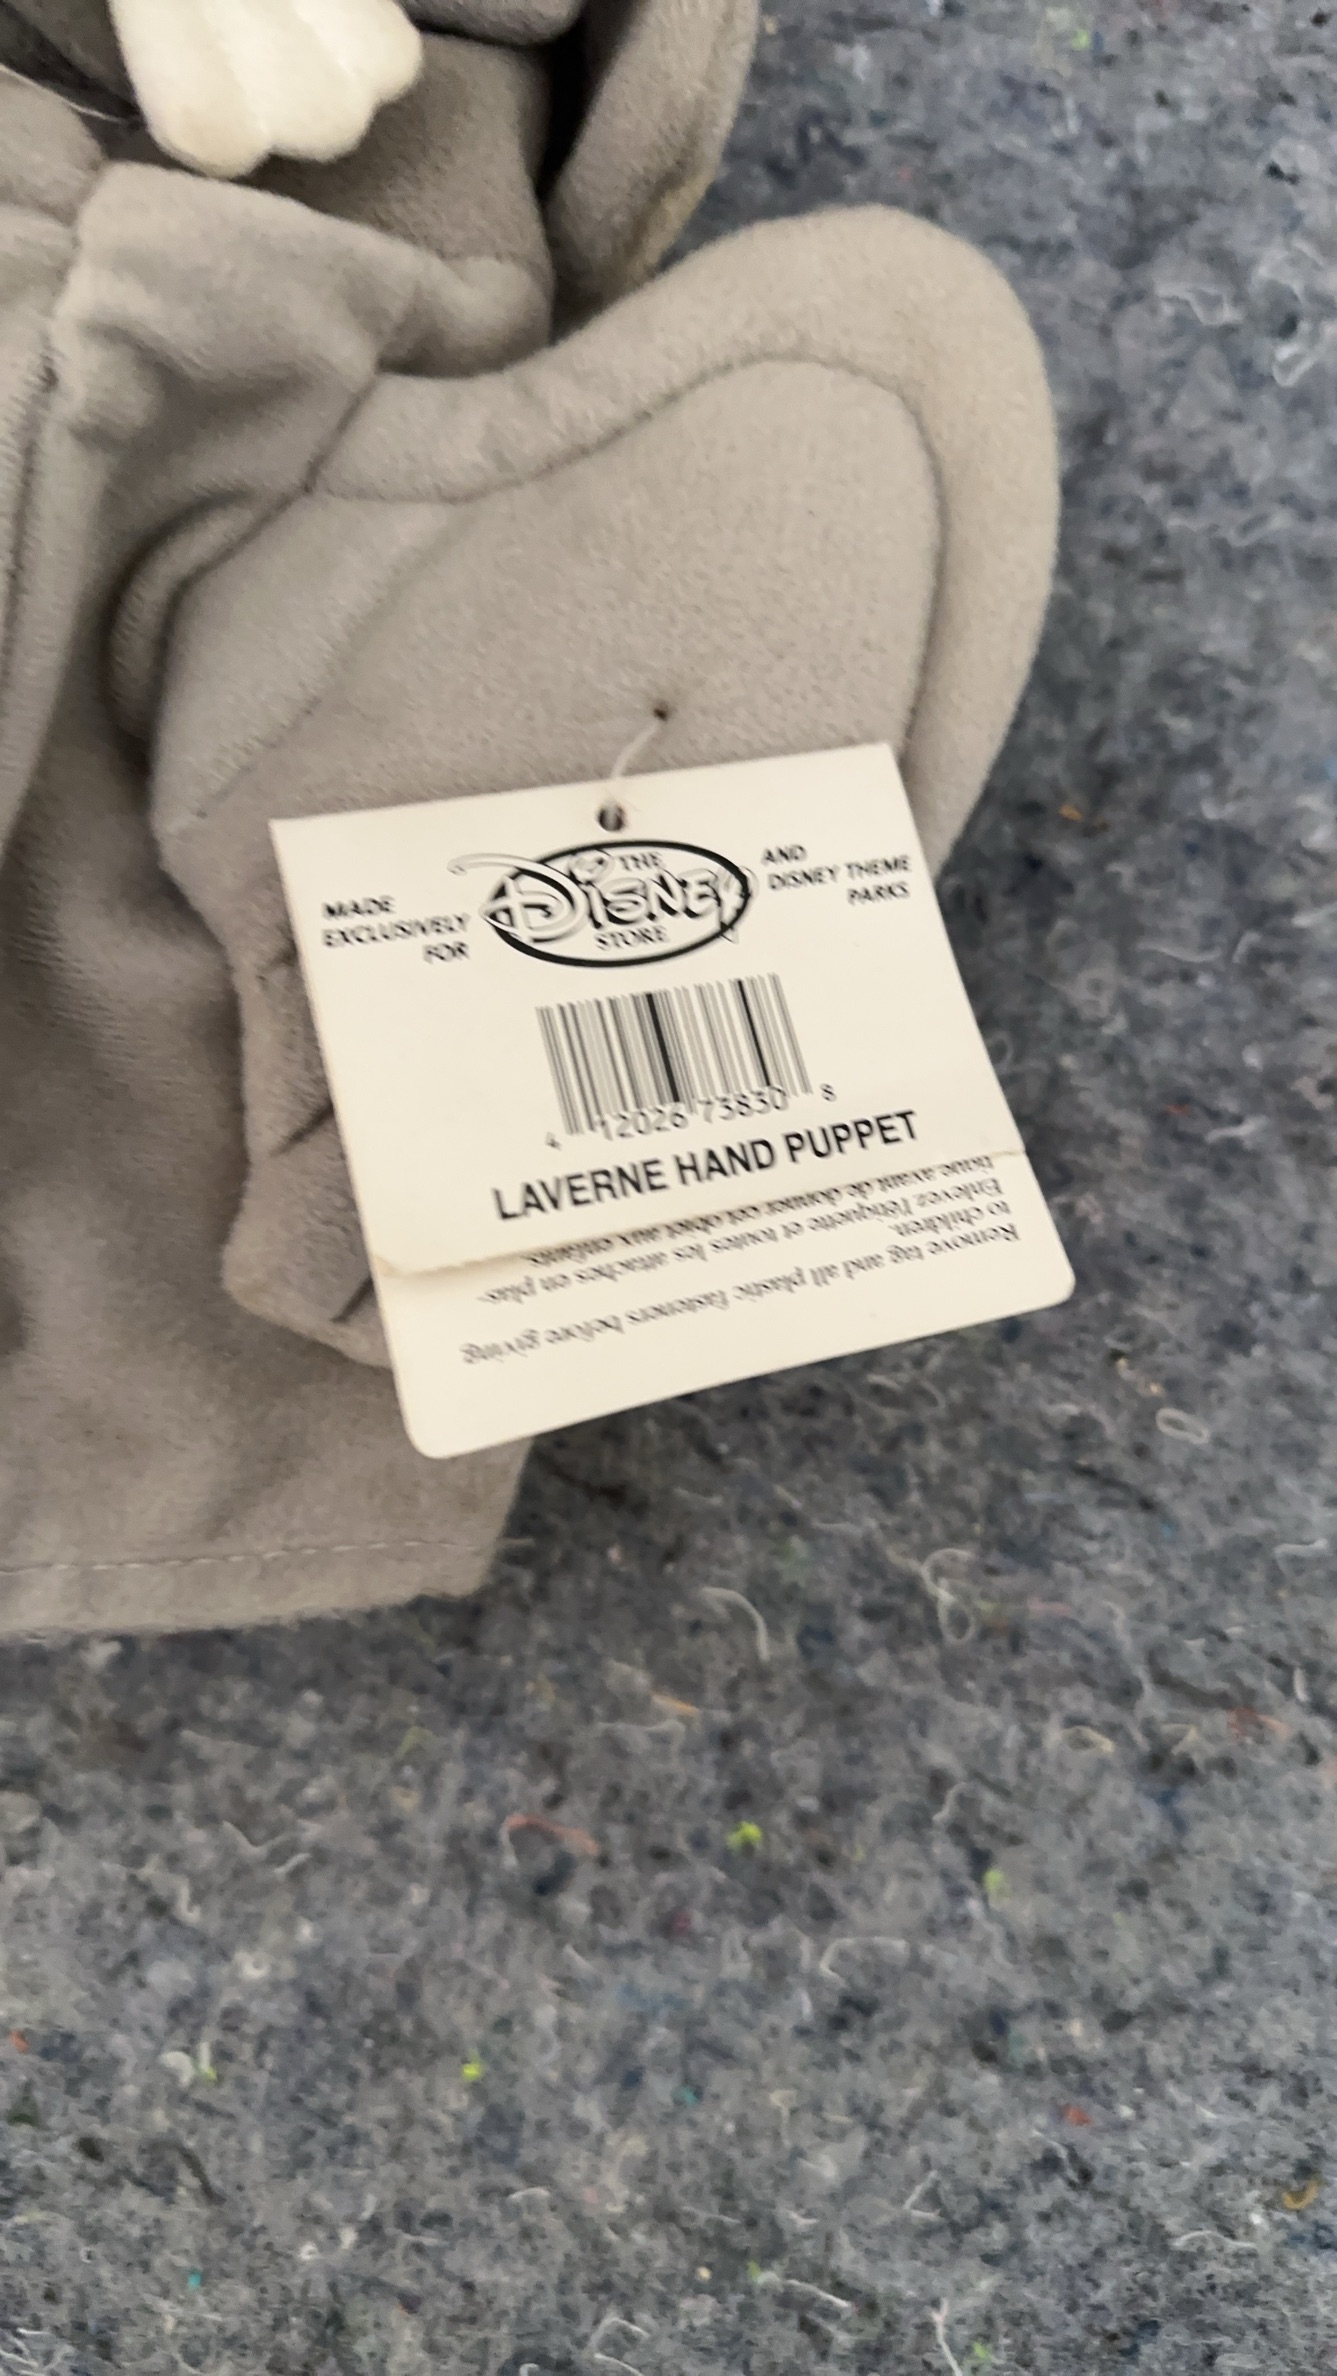 MADE
EXCLUSIVELY
FOR
THE
DISNEY
STORE
AND
DISNEY THEME
PARKS
4 12026 73830 8
LAVERNE HAND PUPPET
Remove tag and all plastic fasteners before giving
to children.
Enlevez l'étiquette et toutes les attaches en plas-
tique avant de donner cet objet aux enfants.